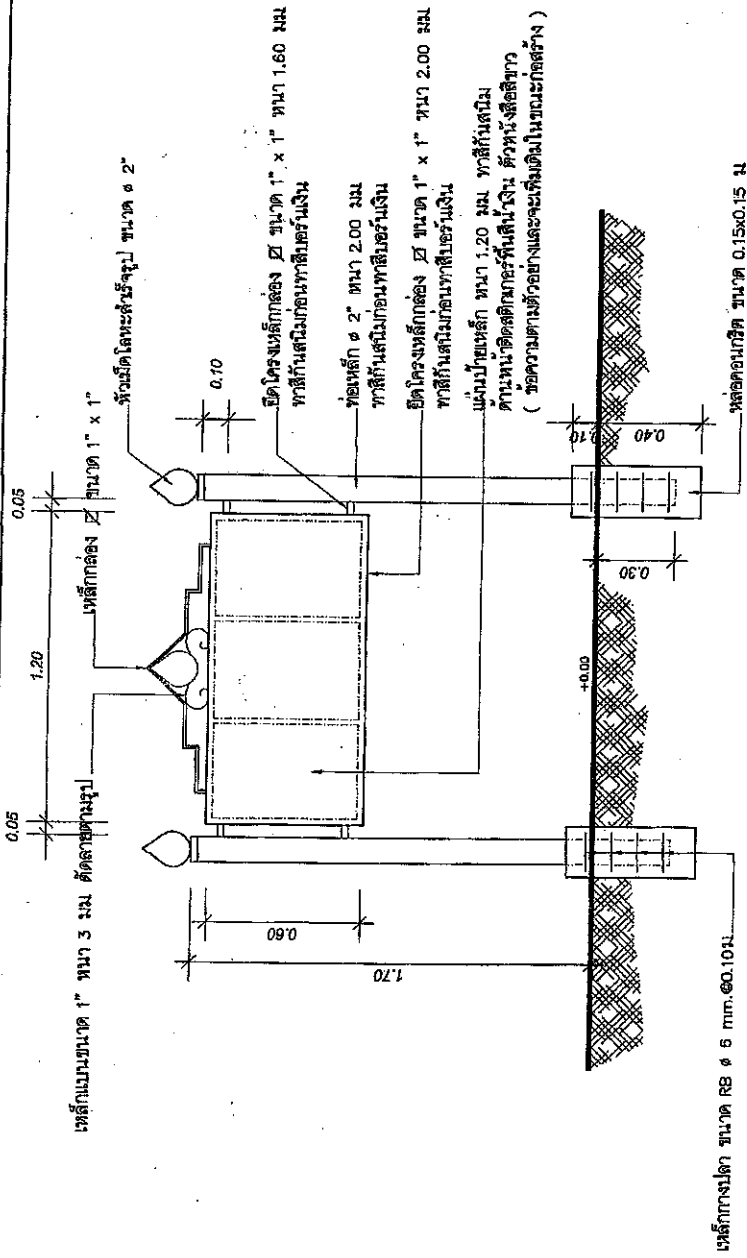 เหล็กแบนขนาด 1" หนา 3 มม ดัดลายตามรูป
เหล็กกล่อง ขนาด 1" x 1"
หัวเม็ดโลหะสำเร็จรูป ขนาด ø 2"
0.05
1.20
0.05
0.10
ยึดโครงเหล็กกล่อง ขนาด 1" x 1" หนา 1.60 มม
ทาสีกันสนิมก่อนทาสีบอร์นเงิน
ท่อเหล็ก ø 2" หนา 2.00 มม
ทาสีกันสนิมก่อนทาสีบอร์นเงิน
ยึดโครงเหล็กกล่อง ขนาด 1" x 1" หนา 2.00 มม
ทาสีกันสนิมก่อนทาสีบอร์นเงิน
แผ่นป้ายเหล็ก หนา 1.20 มม ทาสีกันสนิม
ด้านหน้าติดสติกเกอร์พื้นสีน้ำเงิน ตัวหนังสือสีขาว
( ข้อความตามตัวอย่างและจะเพิ่มเติมในขณะก่อสร้าง )
0.60
1.70
+0.00
0.10
0.40
0.30
หล่อคอนกรีต ขนาด 0.15x0.15 ม
เหล็กก้างปลา ขนาด RB ø 6 mm.@0.10ม